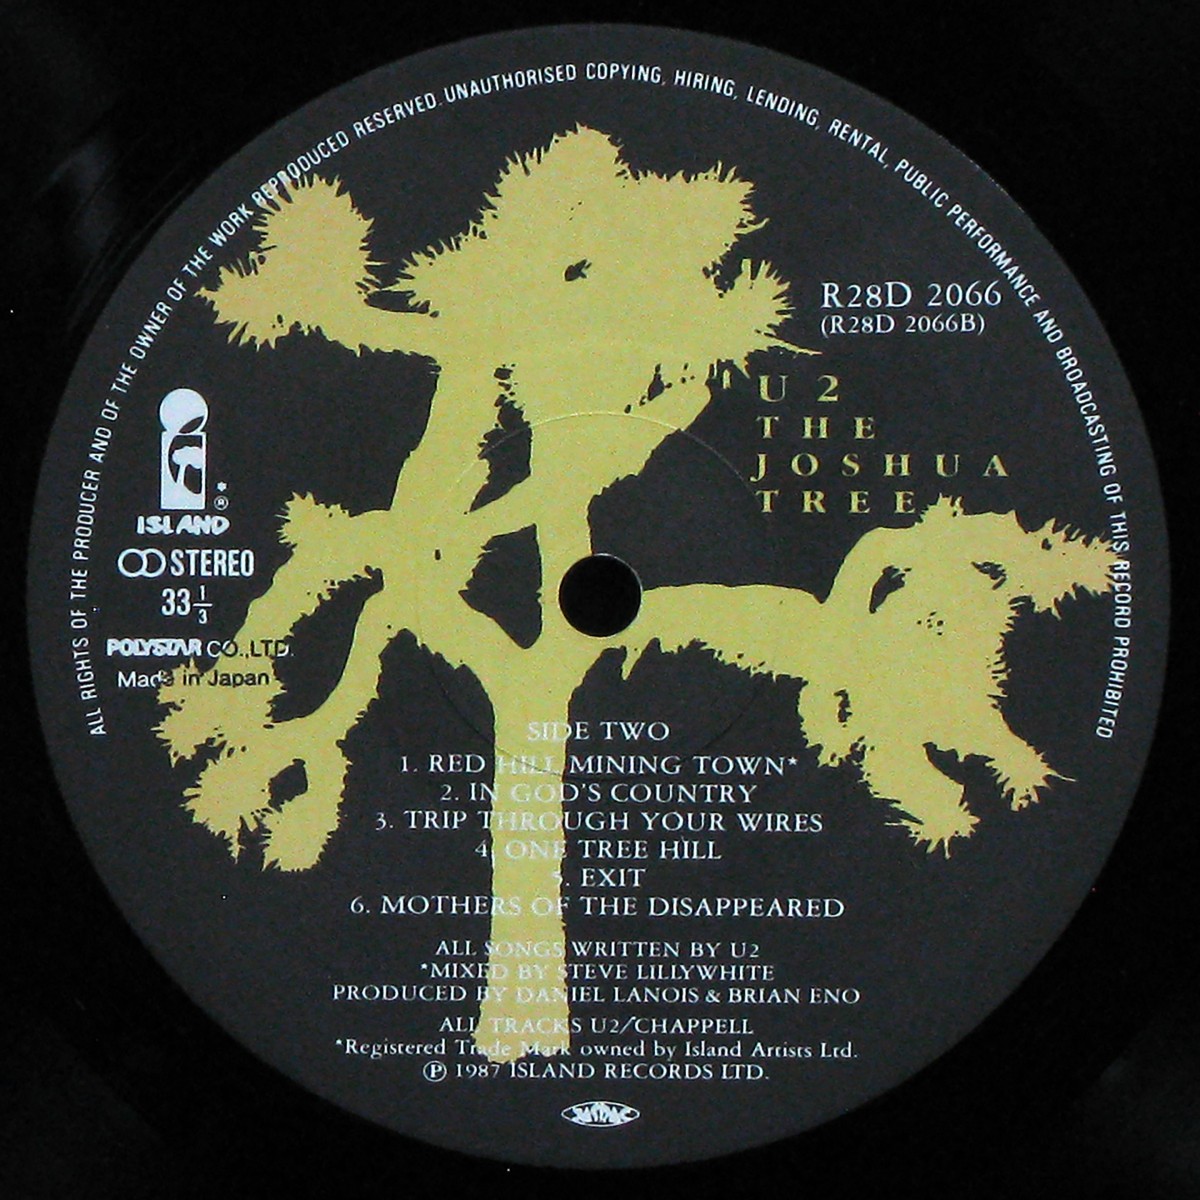 ALL RIGHTS OF THE PRODUCER AND OF THE OWNER OF THE WORK REPRODUCED RESERVED. UNAUTHORISED COPYING, HIRING, LENDING, RENTAL, PUBLIC PERFORMANCE AND BROADCASTING OF THIS RECORD PROHIBITED
R28D 2066
(R28D 2066B)
U 2
THE
JOSHUA
TREE
*
®
ISLAND
STEREO
33 1/3
POLYSTAR CO.,LTD.
Made in Japan
SIDE TWO
1. RED HILL MINING TOWN*
2. IN GOD'S COUNTRY
3. TRIP THROUGH YOUR WIRES
4. ONE TREE HILL
5. EXIT
6. MOTHERS OF THE DISAPPEARED
ALL SONGS WRITTEN BY U2
*MIXED BY STEVE LILLYWHITE
PRODUCED BY DANIEL LANOIS & BRIAN ENO
ALL TRACKS U2/CHAPPELL
*Registered Trade Mark owned by Island Artists Ltd.
℗ 1987 ISLAND RECORDS LTD.